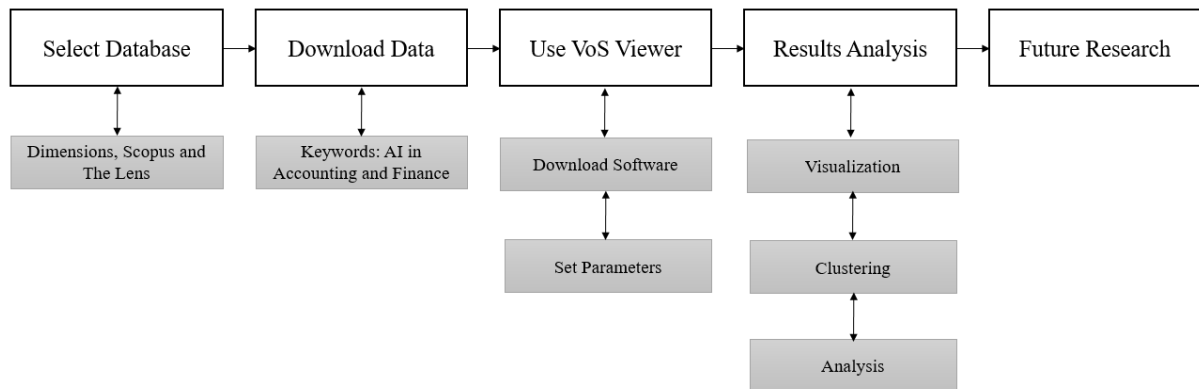 Select Database
Download Data
Use VoS Viewer
Results Analysis
Future Research
Dimensions, Scopus and
The Lens
Keywords: AI in
Accounting and Finance
Download Software
Visualization
Set Parameters
Clustering
Analysis